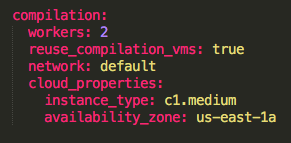 compilation:
  workers: 2
  reuse_compilation_vms: true
  network: default
  cloud_properties:
    instance_type: c1.medium
    availability_zone: us-east-1a